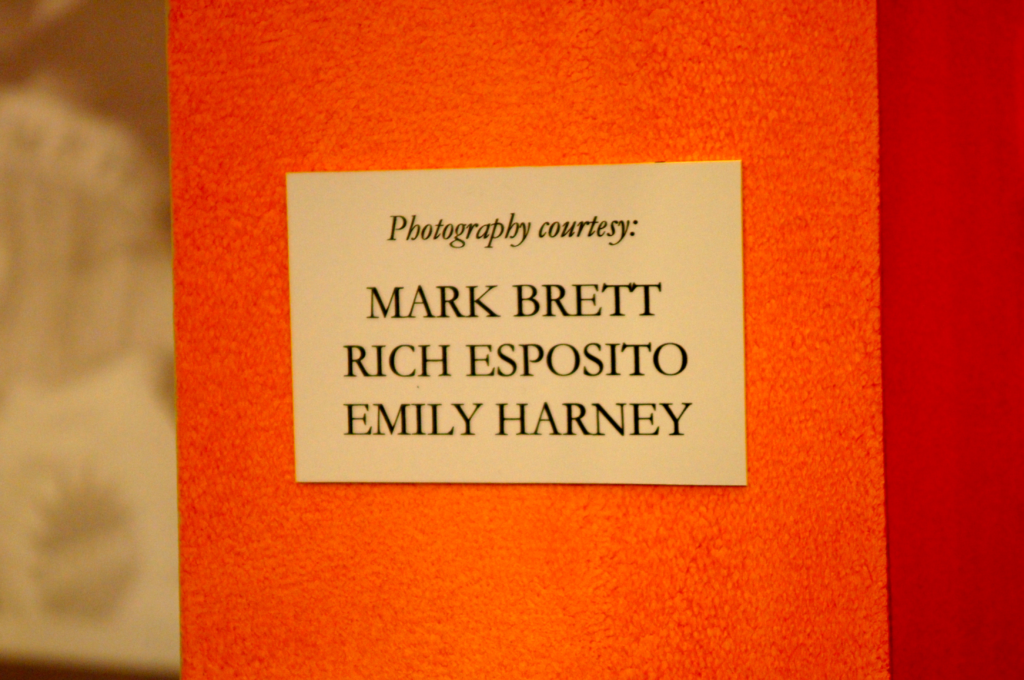 Photography courtesy:
MARK BRETT
RICH ESPOSITO
EMILY HARNEY